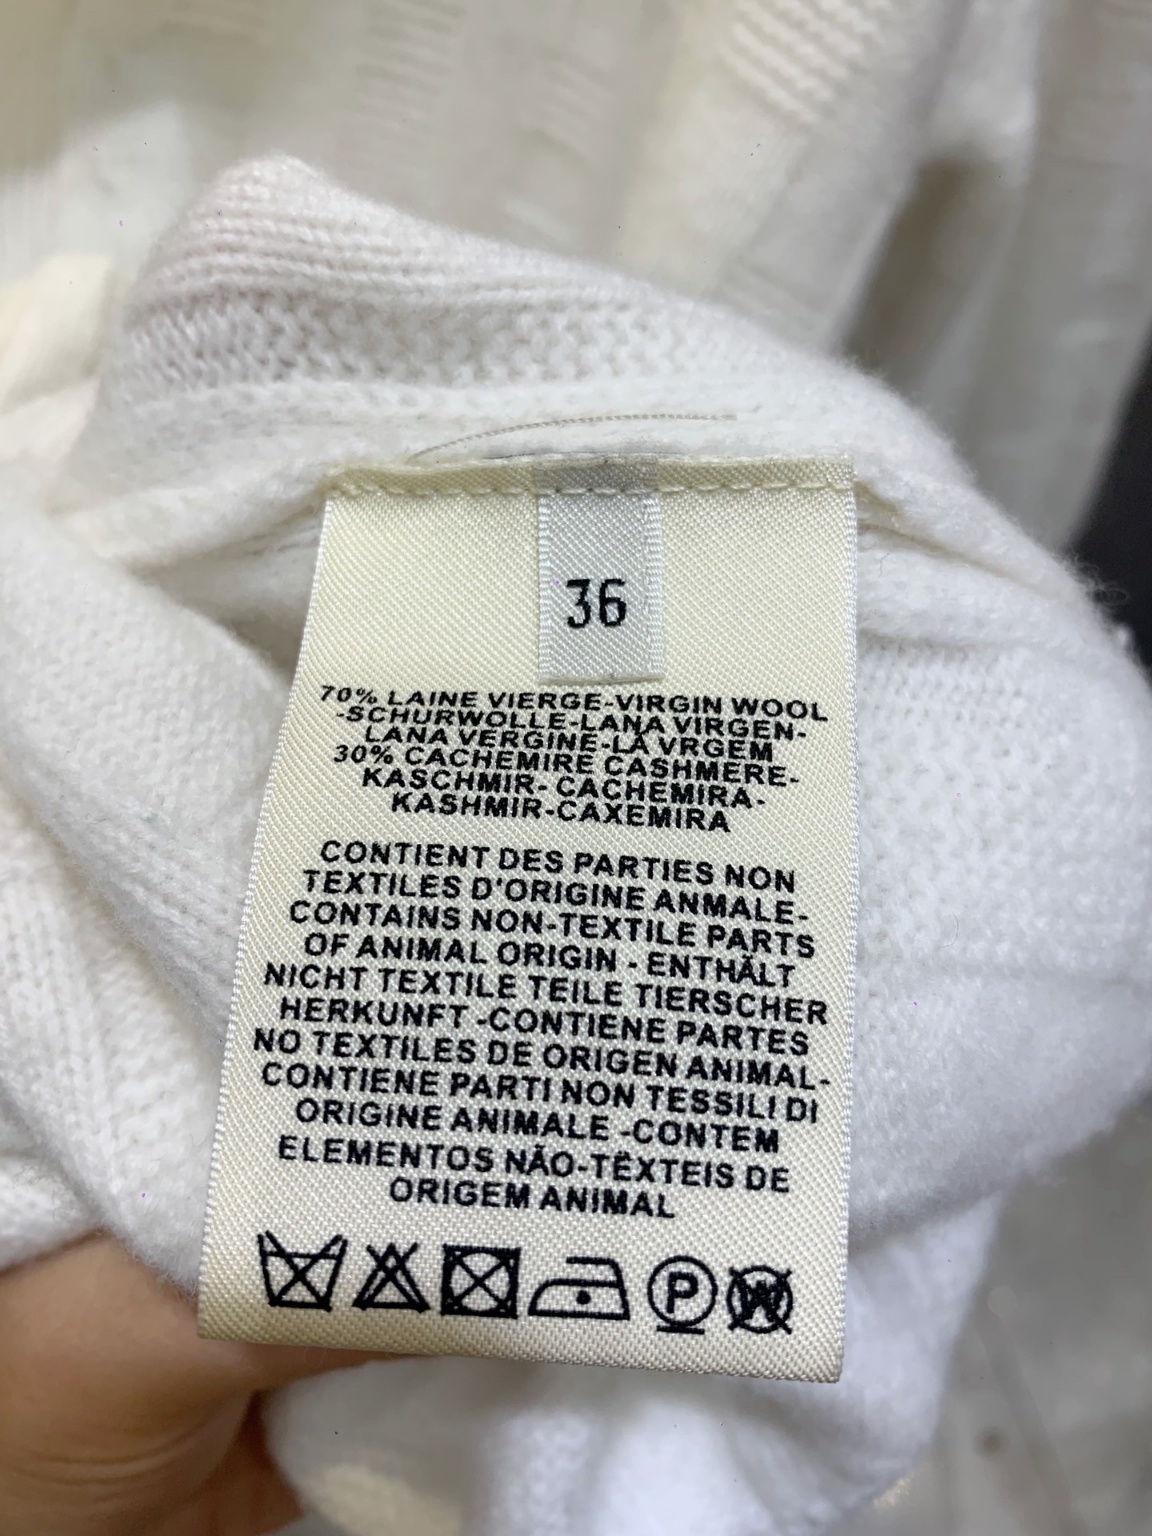 36
70% LAINE VIERGE-VIRGIN WOOL
-SCHURWOLLE-LANA VIRGEN-
LANA VERGINE-LÀ VRGEM
30% CACHEMIRE CASHMERE-
KASCHMIR- CACHEMIRA-
KASHMIR-CAXEMIRA
CONTIENT DES PARTIES NON
TEXTILES D'ORIGINE ANMALE-
CONTAINS NON-TEXTILE PARTS
OF ANIMAL ORIGIN - ENTHÄLT
NICHT TEXTILE TEILE TIERSCHER
HERKUNFT -CONTIENE PARTES
NO TEXTILES DE ORIGEN ANIMAL-
CONTIENE PARTI NON TESSILI DI
ORIGINE ANIMALE -CONTEM
ELEMENTOS NÃO-TÊXTEIS DE
ORIGEM ANIMAL
P W